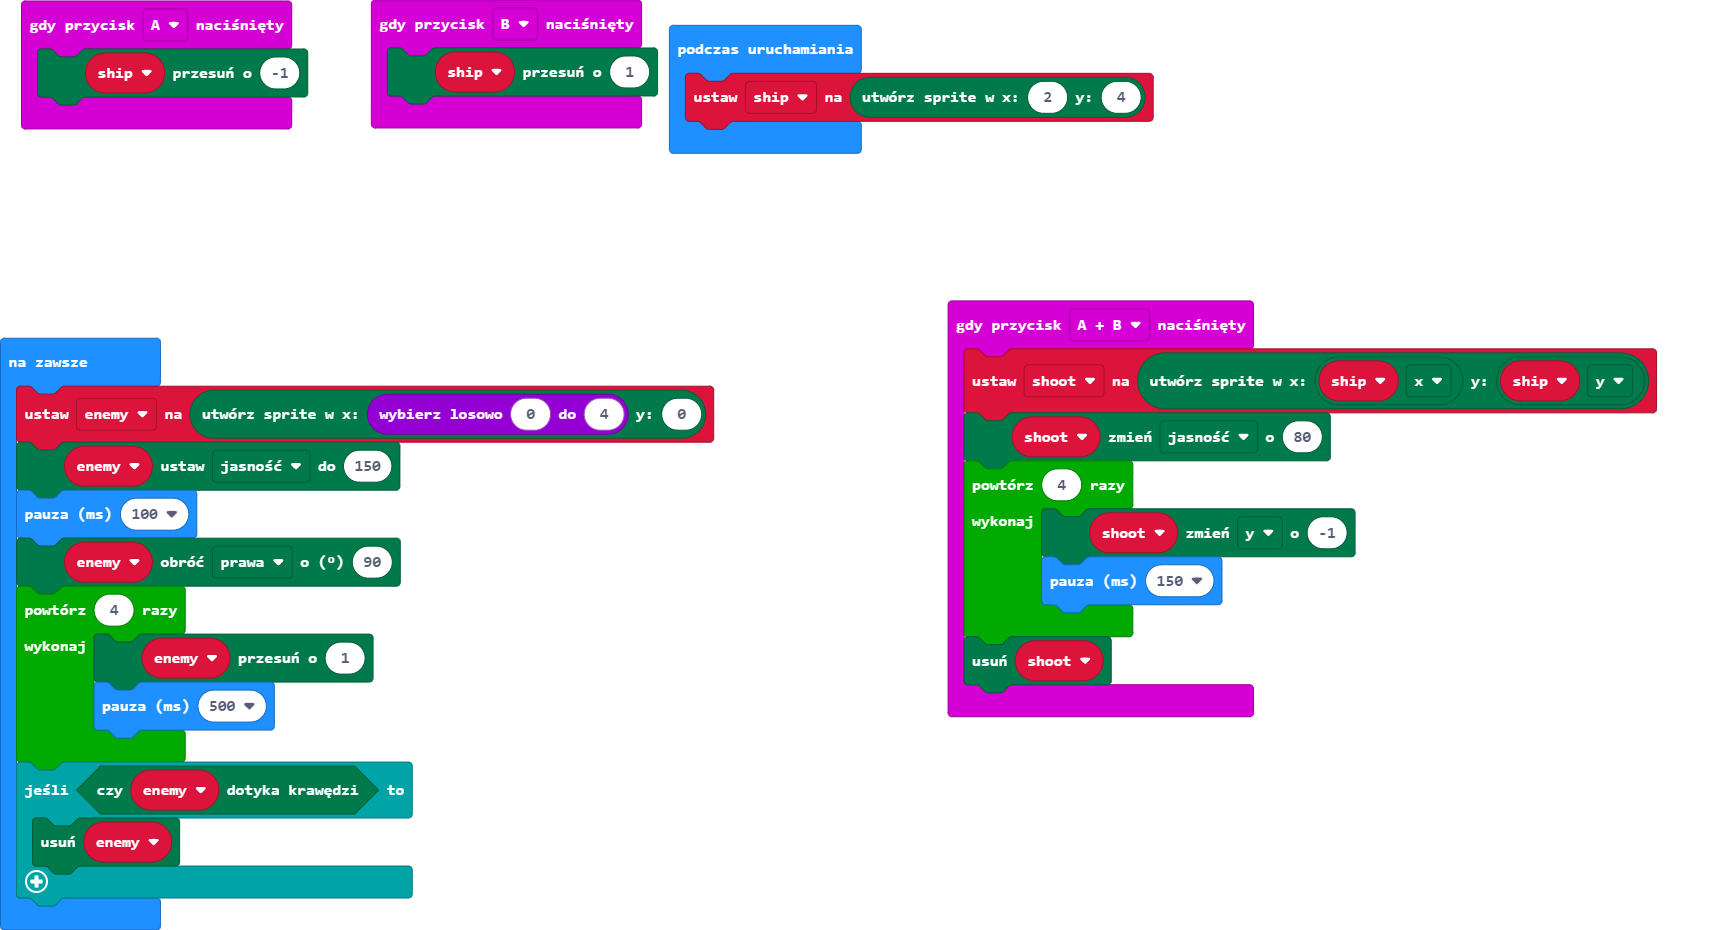 gdy przycisk A naciśnięty
ship przesuń o -1
gdy przycisk B naciśnięty
ship przesuń o 1
podczas uruchamiania
ustaw ship na utwórz sprite w x: 2 y: 4
na zawsze
ustaw enemy na utwórz sprite w x: wybierz losowo 0 do 4 y: 0
enemy ustaw jasność do 150
pauza (ms) 100
enemy obróć prawa o (º) 90
powtórz 4 razy
wykonaj
enemy przesuń o 1
pauza (ms) 500
jeśli czy enemy dotyka krawędzi to
usuń enemy
gdy przycisk A + B naciśnięty
ustaw shoot na utwórz sprite w x: ship x y: ship y
shoot zmień jasność o 80
powtórz 4 razy
wykonaj
shoot zmień y o -1
pauza (ms) 150
usuń shoot